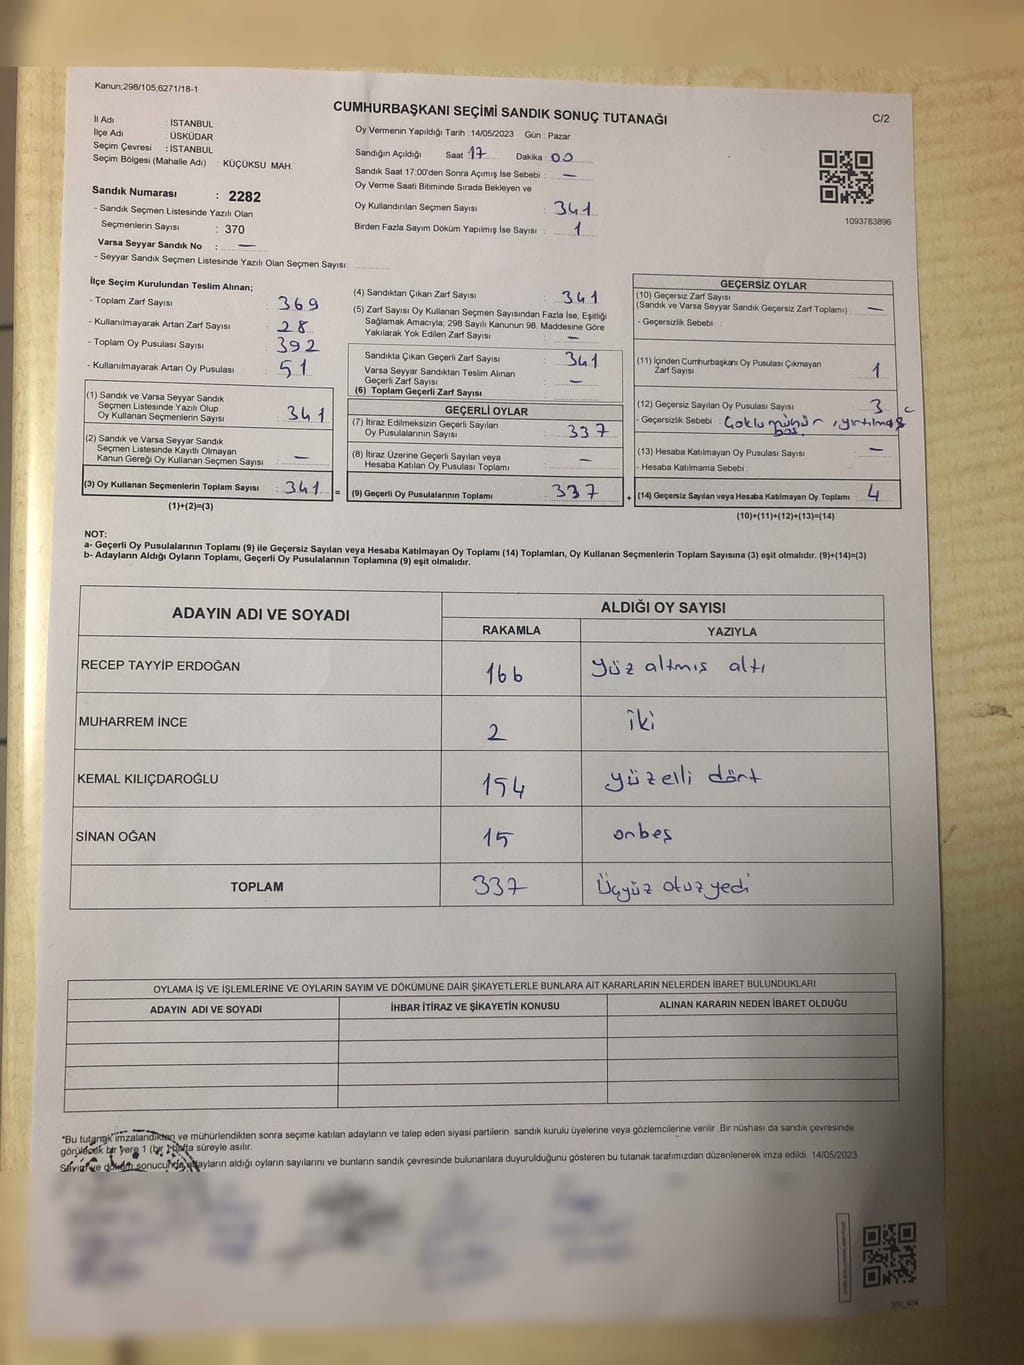 Kanun;298/105,6271/18-1
CUMHURBAŞKANI SEÇİMİ SANDIK SONUÇ TUTANAĞI
C/2
İl Adı : İSTANBUL
İlçe Adı : ÜSKÜDAR
Seçim Çevresi : İSTANBUL
Seçim Bölgesi (Mahalle Adı) : KÜÇÜKSU MAH.
Sandık Numarası : 2282
- Sandık Seçmen Listesinde Yazılı Olan
Seçmenlerin Sayısı : 370
Varsa Seyyar Sandık No : —
- Seyyar Sandık Seçmen Listesinde Yazılı Olan Seçmen Sayısı:
Oy Vermenin Yapıldığı Tarih : 14/05/2023 Gün : Pazar
Sandığın Açıldığı Saat 17 Dakika : 00
Sandık Saat 17:00'den Sonra Açımış İse Sebebi : —
Oy Verme Saati Bitiminde Sırada Bekleyen ve
Oy Kullandırılan Seçmen Sayısı : 341
Birden Fazla Sayım Döküm Yapılmış İse Sayısı : 1
1093763896
İlçe Seçim Kurulundan Teslim Alınan;
- Toplam Zarf Sayısı : 369
- Kullanılmayarak Artan Zarf Sayısı : 28
- Toplam Oy Pusulası Sayısı : 392
- Kullanılmayarak Artan Oy Pusulası : 51
(1) Sandık ve Varsa Seyyar Sandık
Seçmen Listesinde Yazılı Olup
Oy Kullanan Seçmenlerin Sayısı : 341
(2) Sandık ve Varsa Seyyar Sandık
Seçmen Listesinde Kayıtlı Olmayan
Kanun Gereği Oy Kullanan Seçmen Sayısı : —
(3) Oy Kullanan Seçmenlerin Toplam Sayısı : 341 =
(1)+(2)=(3)
(4) Sandıktan Çıkan Zarf Sayısı : 341
(5) Zarf Sayısı Oy Kullanan Seçmen Sayısından Fazla İse, Eşitliği
Sağlamak Amacıyla; 298 Sayılı Kanunun 98. Maddesine Göre
Yakılarak Yok Edilen Zarf Sayısı : —
Sandıkta Çıkan Geçerli Zarf Sayısı : 341
Varsa Seyyar Sandıktan Teslim Alınan
Geçerli Zarf Sayısı : —
(6) Toplam Geçerli Zarf Sayısı :
GEÇERLİ OYLAR
(7) İtiraz Edilmeksizin Geçerli Sayılan
Oy Pusulalarının Sayısı : 337
(8) İtiraz Üzerine Geçerli Sayılan veya
Hesaba Katılan Oy Pusulası Toplamı : —
(9) Geçerli Oy Pusulalarının Toplamı : 337 +
GEÇERSİZ OYLAR
(10) Geçersiz Zarf Sayısı
(Sandık ve Varsa Seyyar Sandık Geçersiz Zarf Toplamı) : —
- Geçersizlik Sebebi :
(11) İçinden Cumhurbaşkanı Oy Pusulası Çıkmayan
Zarf Sayısı : 1
(12) Geçersiz Sayılan Oy Pusulası Sayısı : 3
- Geçersizlik Sebebi : Çoklu mühür, yırtılmış
boş.
(13) Hesaba Katılmayan Oy Pusulası Sayısı : —
- Hesaba Katılmama Sebebi :
(14) Geçersiz Sayılan veya Hesaba Katılmayan Oy Toplamı : 4
(10)+(11)+(12)+(13)=(14)
NOT:
a- Geçerli Oy Pusulalarının Toplamı (9) ile Geçersiz Sayılan veya Hesaba Katılmayan Oy Toplamı (14) Toplamları, Oy Kullanan Seçmenlerin Toplam Sayısına (3) eşit olmalıdır. (9)+(14)=(3)
b- Adayların Aldığı Oyların Toplamı, Geçerli Oy Pusulalarının Toplamına (9) eşit olmalıdır.
ADAYIN ADI VE SOYADI ALDIĞI OY SAYISI
RAKAMLA YAZIYLA
RECEP TAYYİP ERDOĞAN 166 yüz altmış altı
MUHARREM İNCE 2 iki
KEMAL KILIÇDAROĞLU 154 yüzelli dört
SİNAN OĞAN 15 onbeş
TOPLAM 337 Üçyüz otuz yedi
OYLAMA İŞ VE İŞLEMLERINE VE OYLARIN SAYIM VE DÖKÜMÜNE DAİR ŞİKAYETLERLE BUNLARA AİT KARARLARIN NELERDEN İBARET BULUNDUKLARI
ADAYIN ADI VE SOYADI İHBAR İTİRAZ VE ŞİKAYETİN KONUSU ALINAN KARARIN NEDEN İBARET OLDUĞU
*Bu tutanak imzalandıktan ve mühürlendikten sonra seçime katılan adayların ve talep eden siyasi partilerin sandık kurulu üyelerine veya gözlemcilerine verilir .Bir nüshası da sandık çevresinde
görülecek bir yere 1 (bir ) hafta süreyle asılır.
Sayım ve döküm sonucunda adayların aldığı oyların sayılarını ve bunların sandık çevresinde bulunanlara duyurulduğunu gösteren bu tutanak tarafımızdan düzenlenerek imza edildi. 14/05/2023